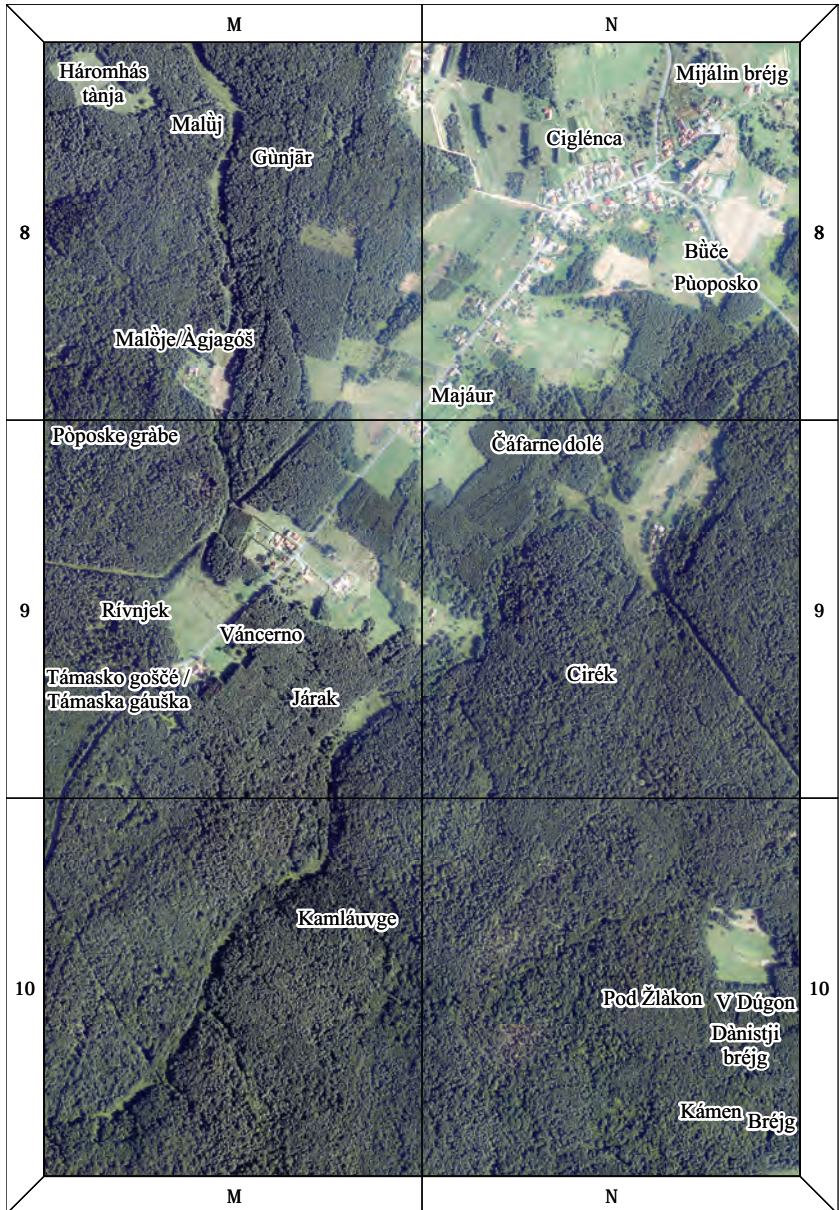 M
N
Háromhás
tànja
Malȕj
Gùnjār
Mijálin bréjg
Ciglénca
8
8
Bȕče
Pùoposko
Malȍje/Àgjagóš
Majáur
Pòposke gràbe
Čáfarne dolé
Rívnjek
Váncerno
9
9
Támasko goščé /
Támaska gáuška
Járak
Cirék
Kamláuvge
10
10
Pod Žlàkon
V Dúgon
Dànistji
bréjg
Kámen
Bréjg
M
N